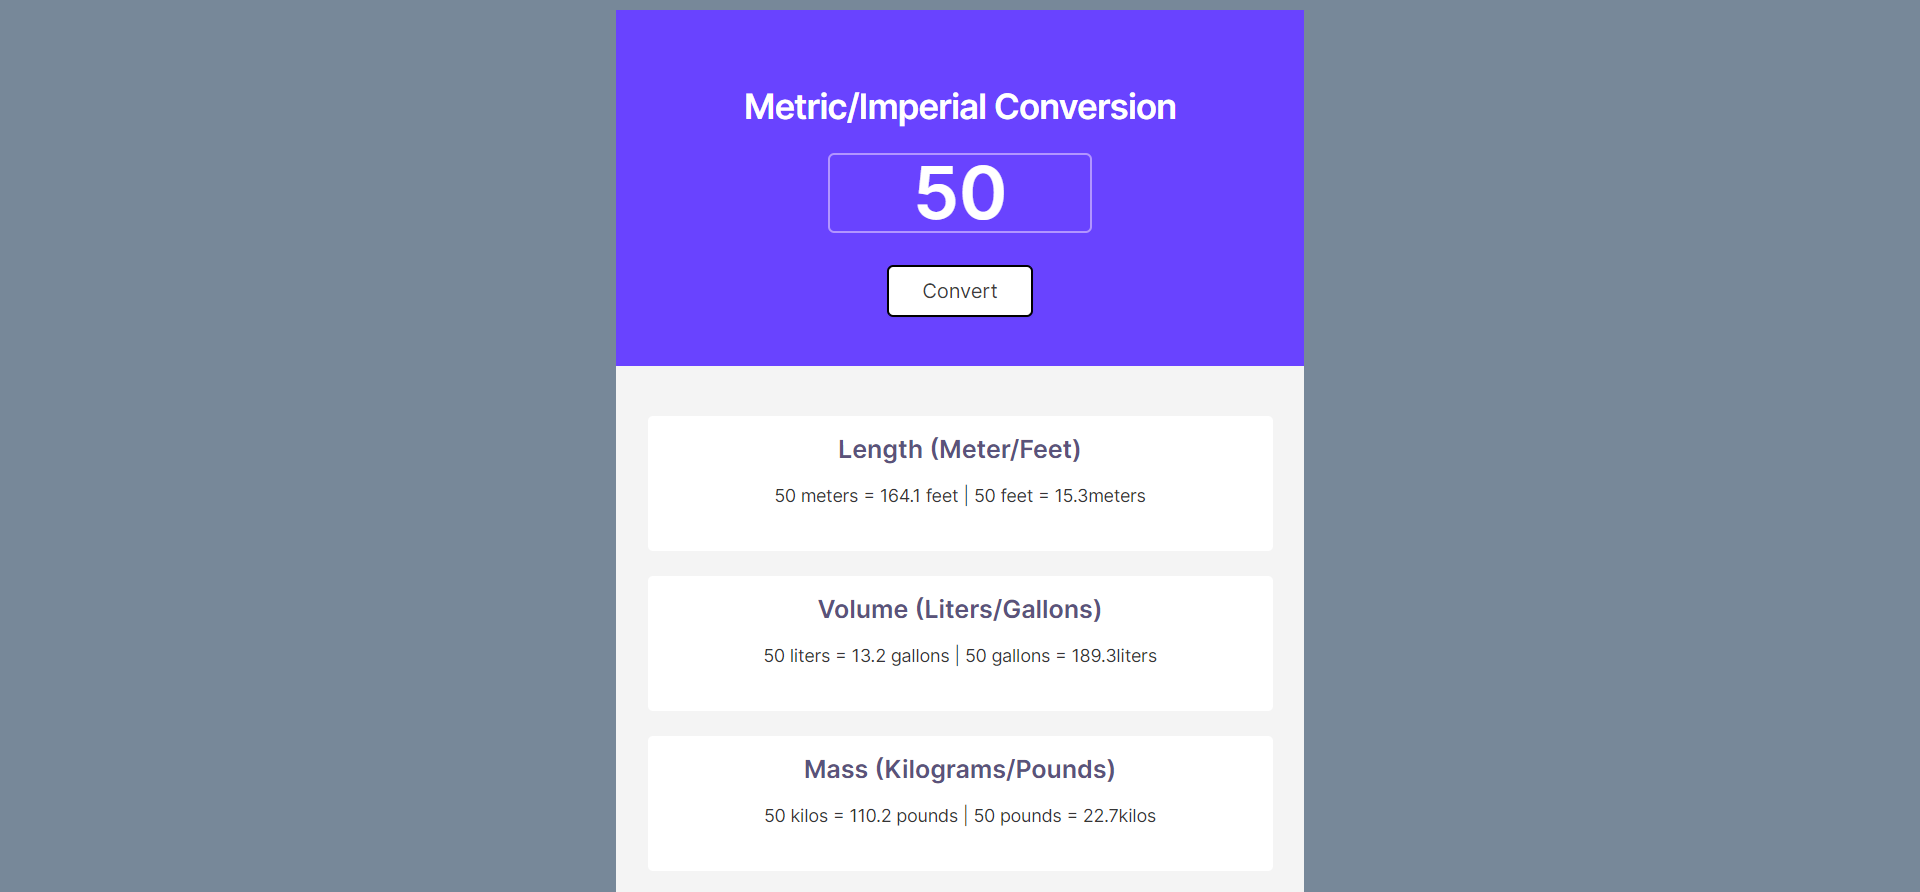 Metric/Imperial Conversion
50
Convert
Length (Meter/Feet)
50 meters = 164.1 feet | 50 feet = 15.3meters
Volume (Liters/Gallons)
50 liters = 13.2 gallons | 50 gallons = 189.3liters
Mass (Kilograms/Pounds)
50 kilos = 110.2 pounds | 50 pounds = 22.7kilos